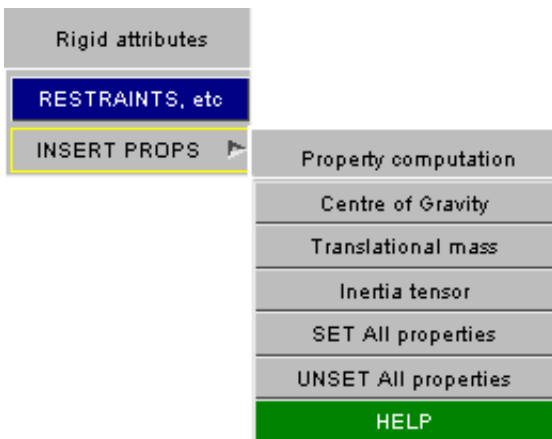 Rigid attributes
RESTRAINTS, etc
INSERT PROPS
Property computation
Centre of Gravity
Translational mass
Inertia tensor
SET All properties
UNSET All properties
HELP